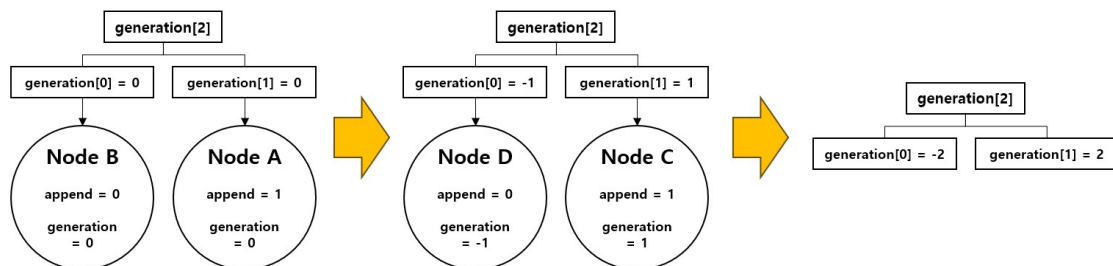 generation[2]
generation[0] = 0
generation[1] = 0
Node B
append = 0
generation
= 0
Node A
append = 1
generation
= 0
generation[2]
generation[0] = -1
generation[1] = 1
Node D
append = 0
generation
= -1
Node C
append = 1
generation
= 1
generation[2]
generation[0] = -2
generation[1] = 2